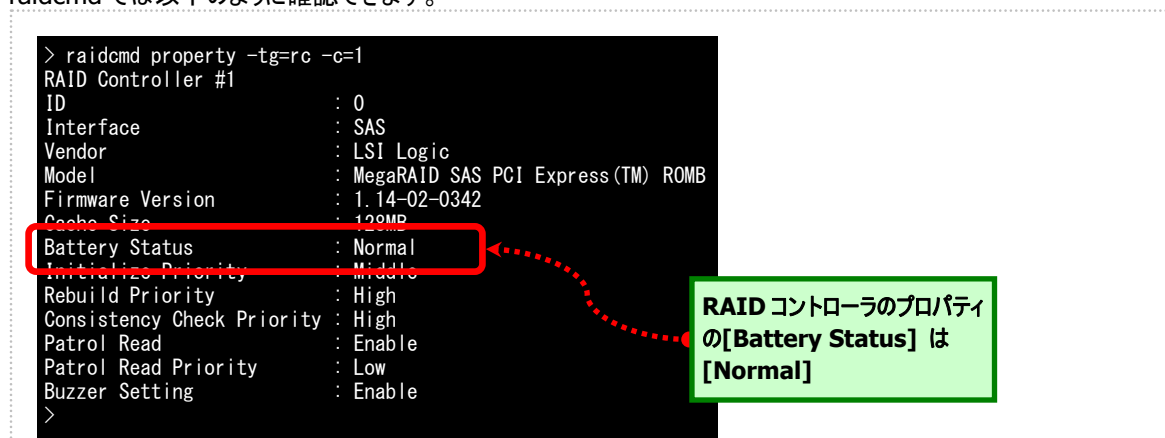 raidcmd では以下のように確認できます。
> raidcmd property -tg=rc -c=1
RAID Controller #1
ID : 0
Interface : SAS
Vendor : LSI Logic
Model : MegaRAID SAS PCI Express(TM) ROMB
Firmware Version : 1.14-02-0342
Cache Size : 128MB
Battery Status : Normal
Initialize Priority : Middle
Rebuild Priority : High
Consistency Check Priority : High
Patrol Read : Enable
Patrol Read Priority : Low
Buzzer Setting : Enable
>
RAID コントローラのプロパティ
の[Battery Status] は
[Normal]